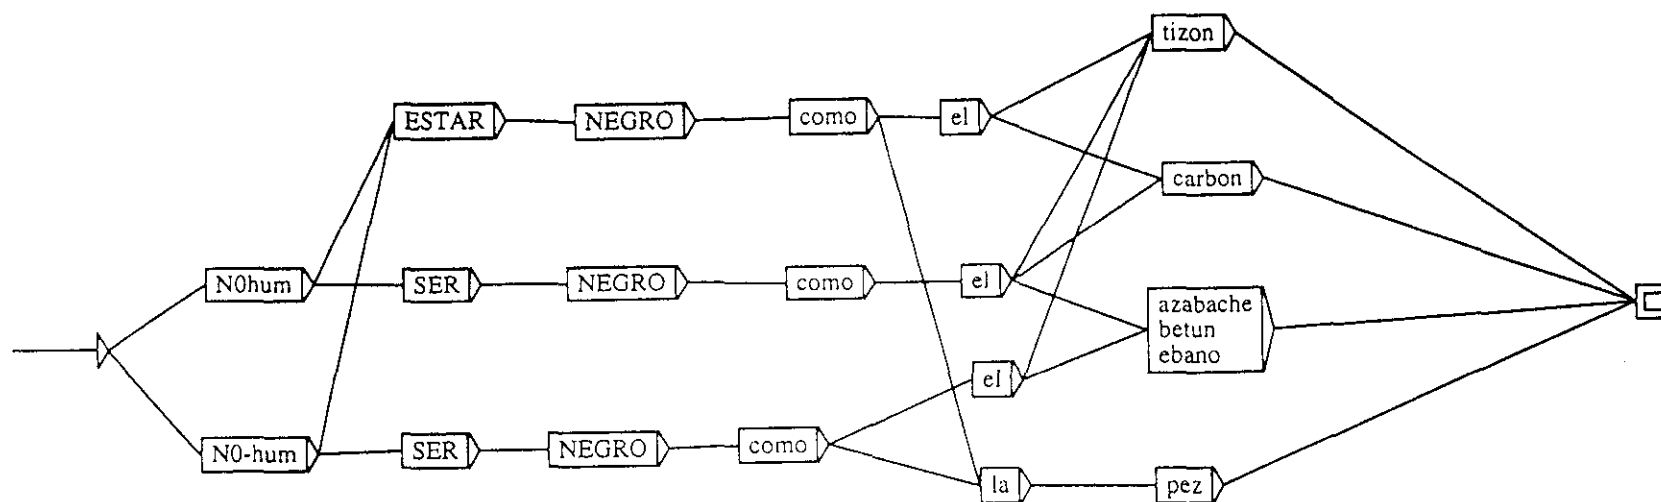 tizon
ESTAR NEGRO como el
carbon
N0hum SER NEGRO como el
azabache
betun
ebano
el
N0-hum SER NEGRO como
la pez